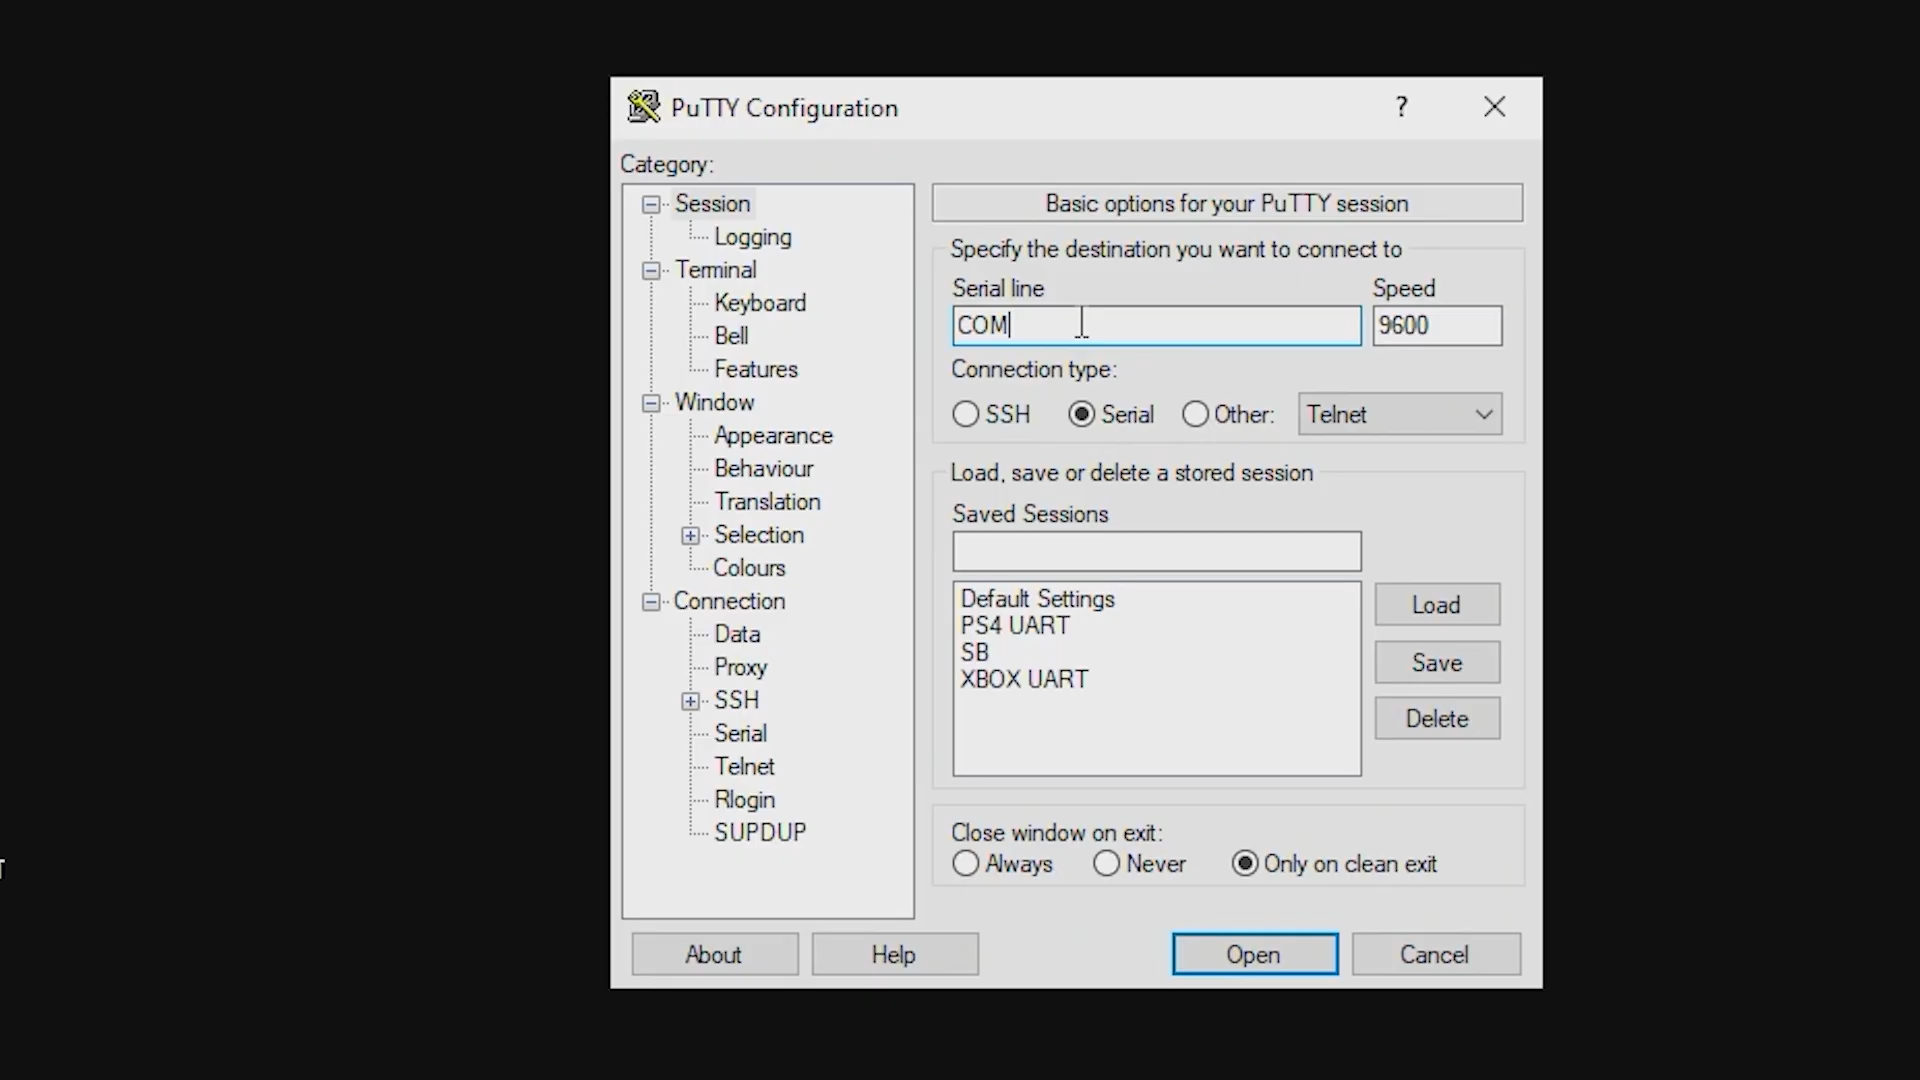 PuTTY Configuration
?
Category:
Session
Logging
Terminal
Keyboard
Bell
Features
Window
Appearance
Behaviour
Translation
Selection
Colours
Connection
Data
Proxy
SSH
Serial
Telnet
Rlogin
SUPDUP
Basic options for your PuTTY session
Specify the destination you want to connect to
Serial line
Speed
COM
9600
Connection type:
SSH
Serial
Other:
Telnet
Load, save or delete a stored session
Saved Sessions
Default Settings
PS4 UART
SB
XBOX UART
Load
Save
Delete
Close window on exit:
Always
Never
Only on clean exit
About
Help
Open
Cancel